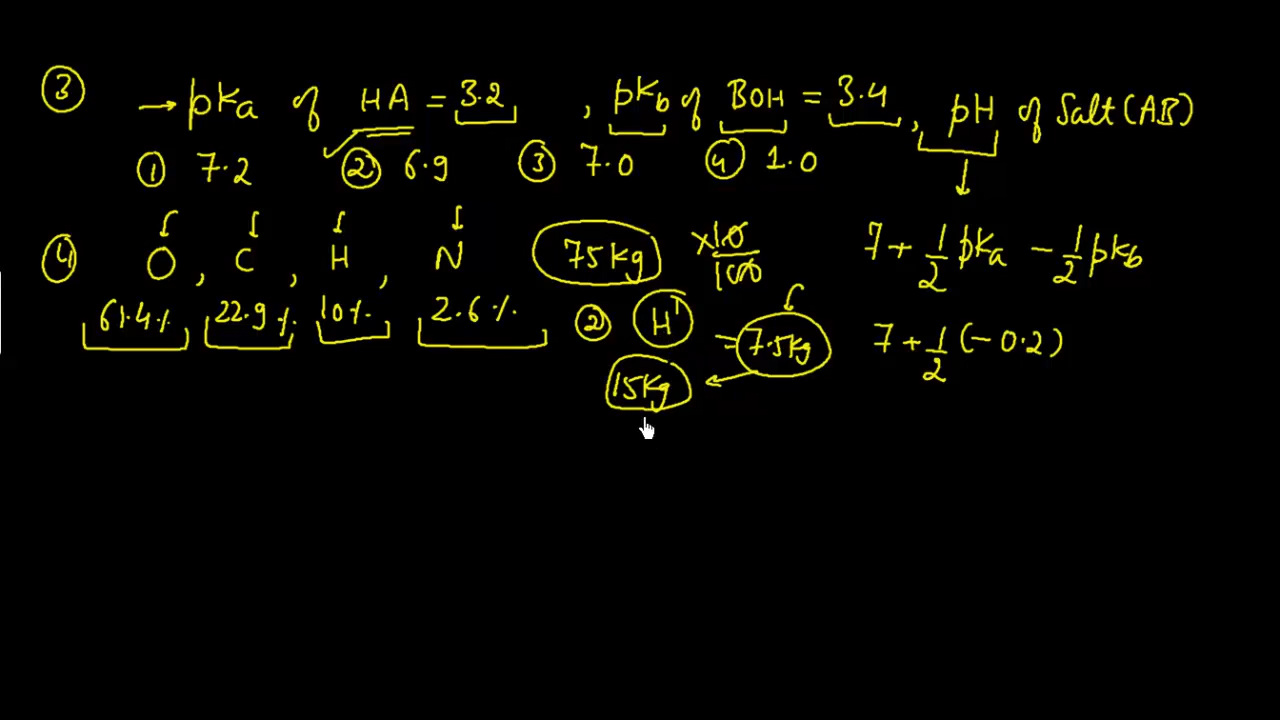 ③ → pKa of HA = 3.2 , pKb of BOH = 3.4 , pH of Salt (AB)
① 7.2 ② 6.9 ③ 7.0 ④ 1.0
7 + 1/2 pKa - 1/2 pKb
④ O , C , H , N 75 kg × 10/100
61.4 % 22.9 % 10 % . 2.6 % . ② H¹ = 7.5 kg
7 + 1/2 (- 0.2)
15 Kg